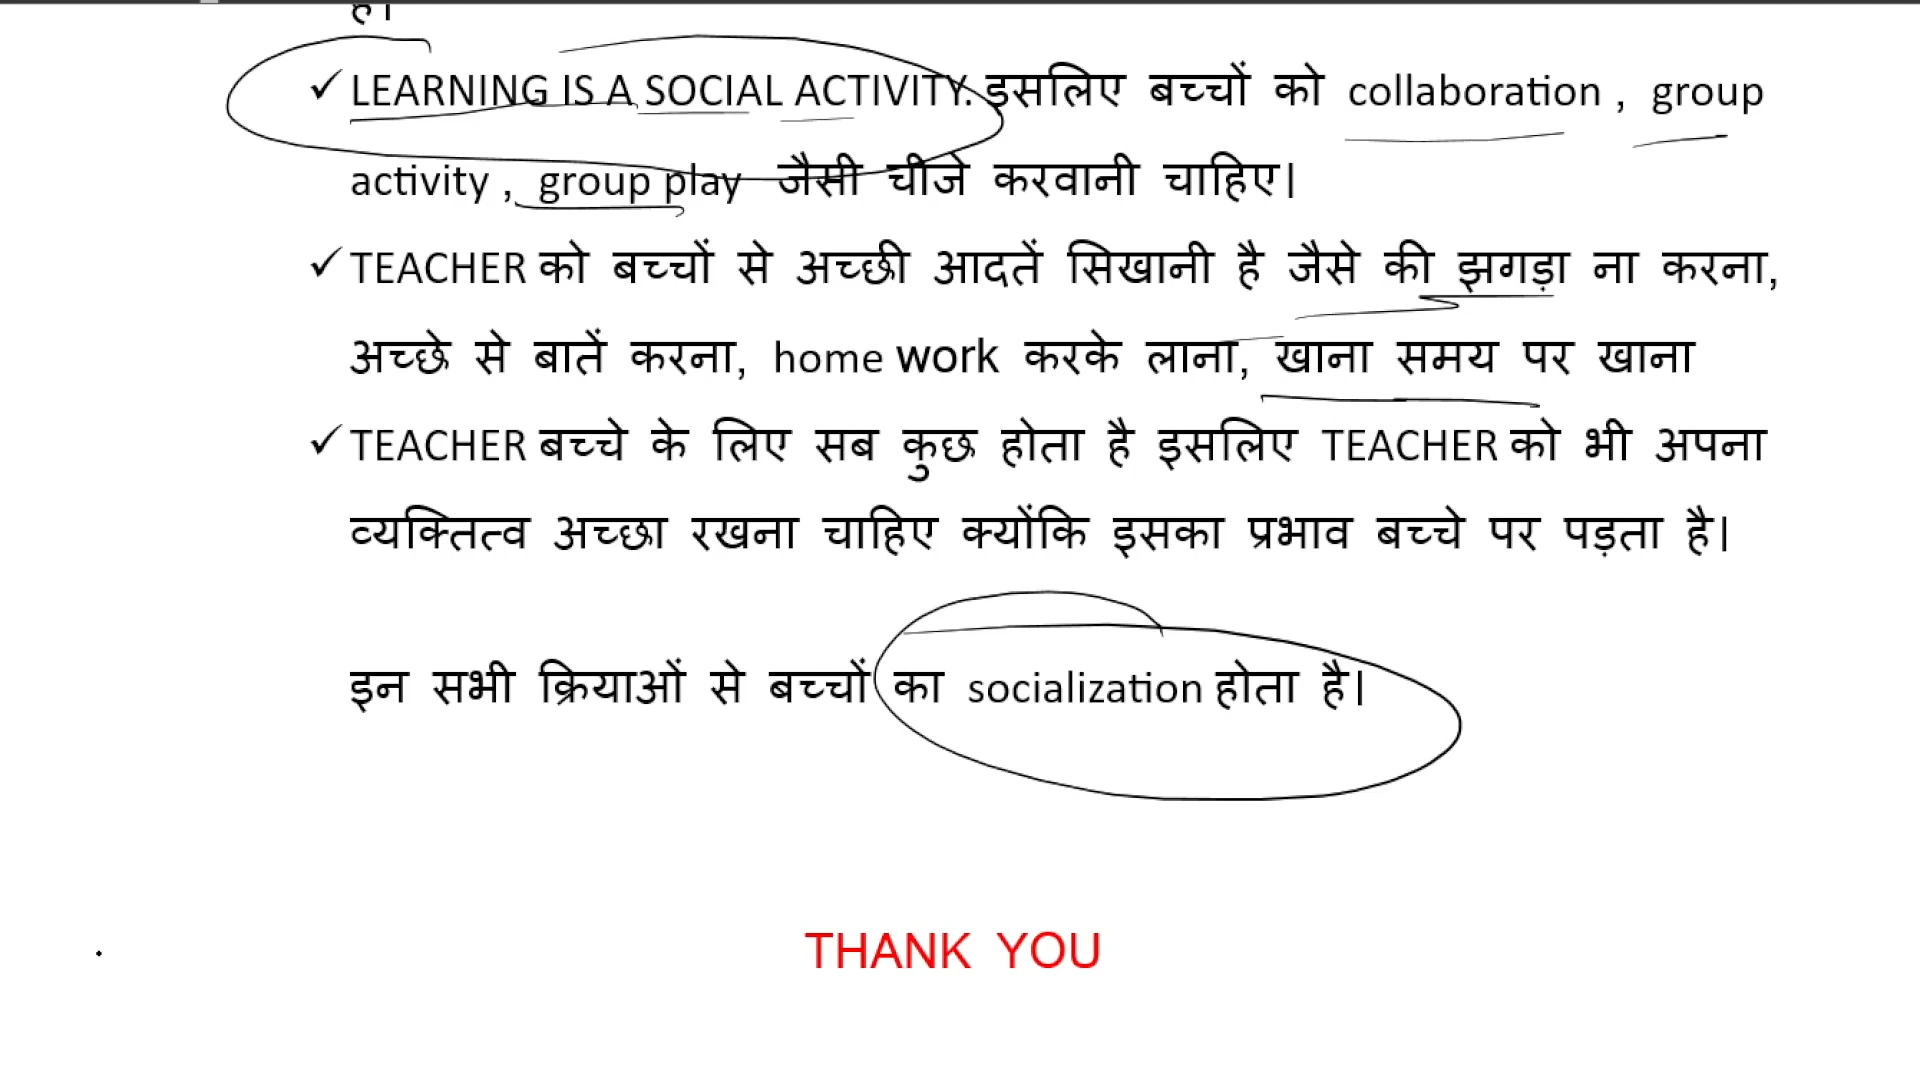 है।
✓ LEARNING IS A SOCIAL ACTIVITY. इसलिए बच्चों को collaboration , group
activity , group play जैसी चीजे करवानी चाहिए।
✓ TEACHER को बच्चों से अच्छी आदतें सिखानी है जैसे की झगड़ा ना करना,
अच्छे से बातें करना, home work करके लाना, खाना समय पर खाना
✓ TEACHER बच्चे के लिए सब कुछ होता है इसलिए TEACHER को भी अपना
व्यक्तित्व अच्छा रखना चाहिए क्योंकि इसका प्रभाव बच्चे पर पड़ता है।
इन सभी क्रियाओं से बच्चों का socialization होता है।
THANK YOU